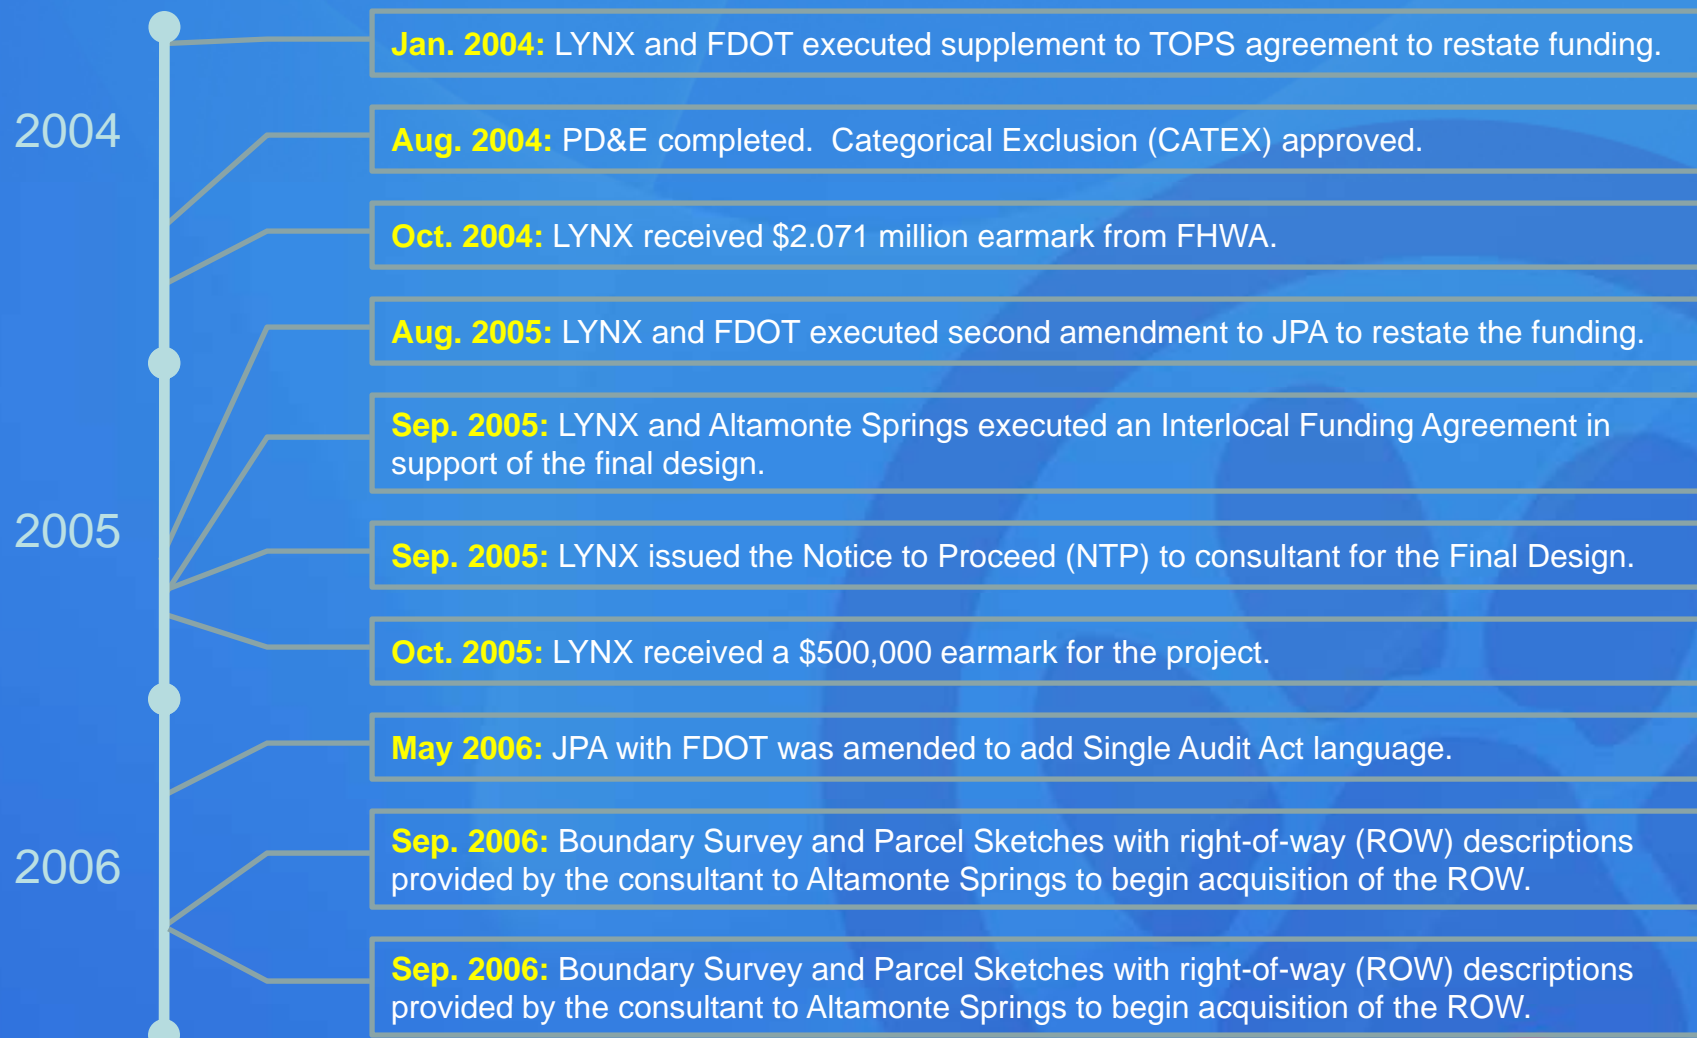 Jan. 2004: LYNX and FDOT executed supplement to TOPS agreement to restate funding.
2004
Aug. 2004: PD&E completed.  Categorical Exclusion (CATEX) approved.
Oct. 2004: LYNX received $2.071 million earmark from FHWA.
Aug. 2005: LYNX and FDOT executed second amendment to JPA to restate the funding.
Sep. 2005: LYNX and Altamonte Springs executed an Interlocal Funding Agreement in
support of the final design.
2005
Sep. 2005: LYNX issued the Notice to Proceed (NTP) to consultant for the Final Design.
Oct. 2005: LYNX received a $500,000 earmark for the project.
May 2006: JPA with FDOT was amended to add Single Audit Act language.
2006
Sep. 2006: Boundary Survey and Parcel Sketches with right-of-way (ROW) descriptions
provided by the consultant to Altamonte Springs to begin acquisition of the ROW.
Sep. 2006: Boundary Survey and Parcel Sketches with right-of-way (ROW) descriptions
provided by the consultant to Altamonte Springs to begin acquisition of the ROW.